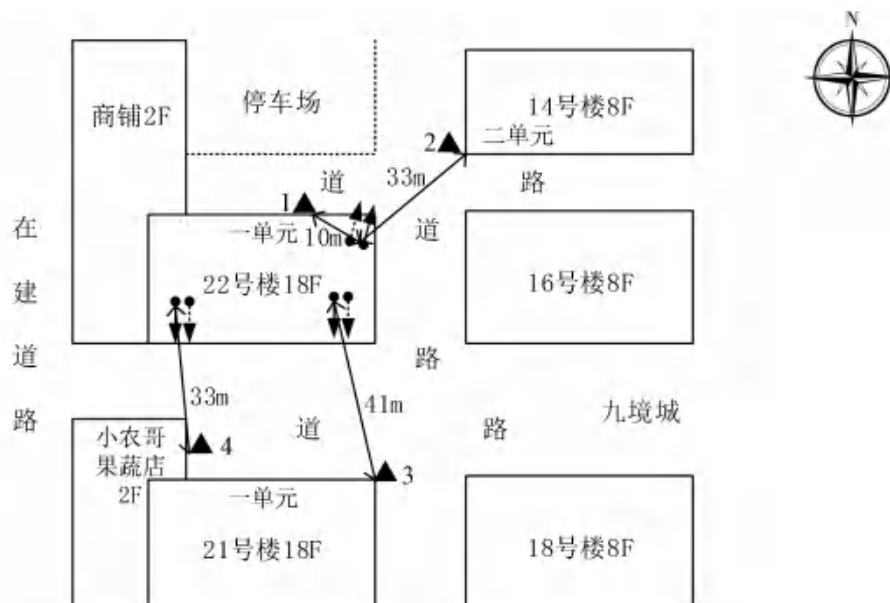 N
商铺2F
停车场
14号楼8F
二单元
2
33m
道 路
1
一单元
10m
22号楼18F
道
路
16号楼8F
在
建
道
路
33m
41m
九境城
小农哥
果蔬店
2F
4
道 路
3
一单元
21号楼18F
18号楼8F